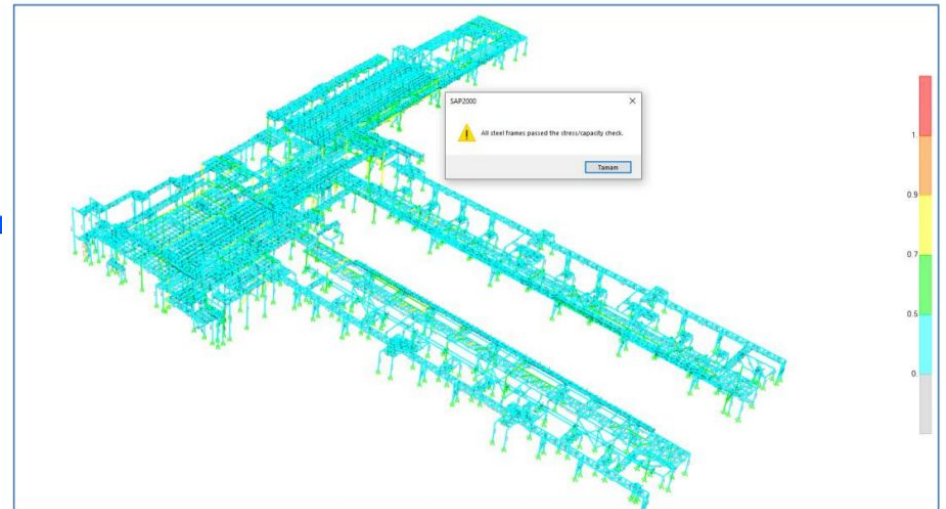 SAP2000
All steel frames passed the stress/capacity check.
Tamam
1.
0.9
0.7
0.5
0.